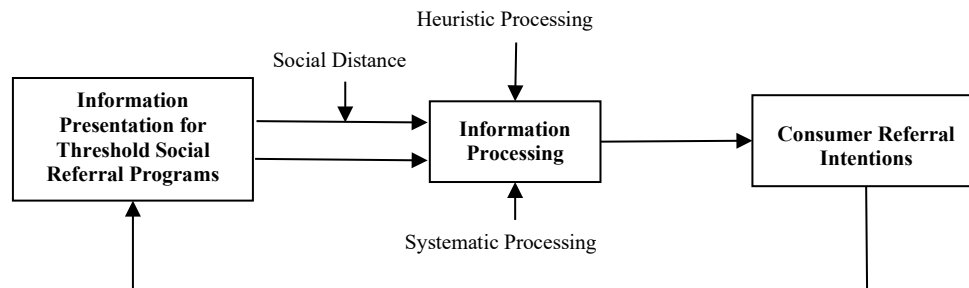 Heuristic Processing
Social Distance
Information
Presentation for
Threshold Social
Referral Programs
Information
Processing
Consumer Referral
Intentions
Systematic Processing